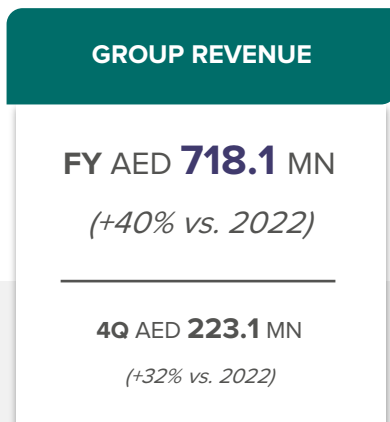 GROUP REVENUE
FY AED 718.1 MN
(+40% vs. 2022)
4Q AED 223.1 MN
(+32% vs. 2022)